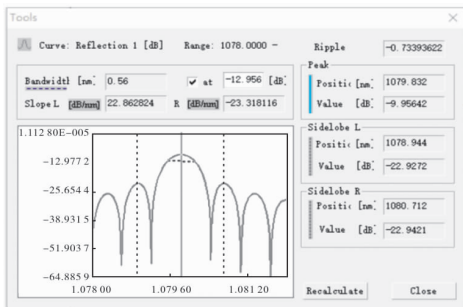 Tools
Curve: Reflection 1 [dB] Range: 1078.0000 -
Bandwidtl [nm. 0.56 ✔ at -12.956 [dB.
Slope L [dB/nm] 22.862824 R [dB/nm] -23.318116
Ripple -0.73393622
Peak
Positic [nm. 1079.832
Value [dB. -9.95642
Sidelobe L
Positic [nm. 1078.944
Value [dB. -22.9272
Sidelobe R
Positic [nm. 1080.712
Value [dB. -22.9421
1.112 80E-005
-12.977 2
-25.654 4
-38.931 5
-51.903 7
-64.885 9
1.078 00 1.079 60 1.081 20
Recalculate Close